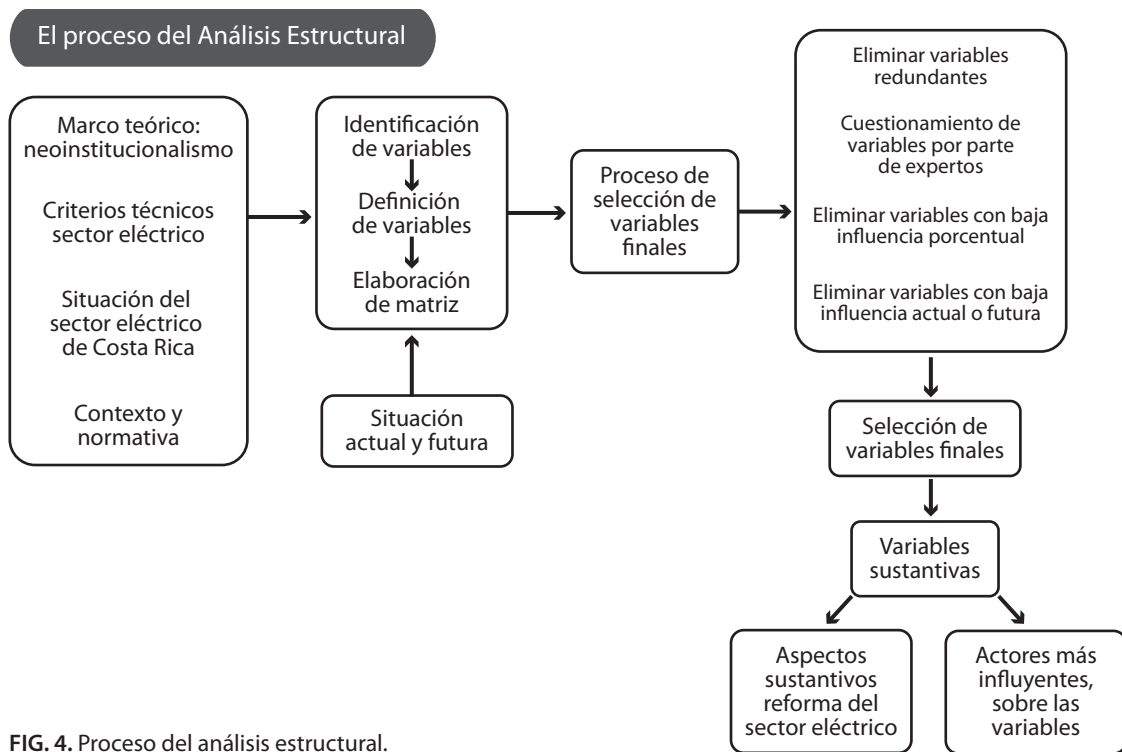 El proceso del Análisis Estructural
Marco teórico:
neoinstitucionalismo
Criterios técnicos
sector eléctrico
Situación del
sector eléctrico
de Costa Rica
Contexto y
normativa
Identificación
de variables
Definición
de variables
Elaboración
de matriz
Situación
actual y futura
Proceso de
selección de
variables
finales
Eliminar variables
redundantes
Cuestionamiento de
variables por parte
de expertos
Eliminar variables con baja
influencia porcentual
Eliminar variables con baja
influencia actual o futura
Selección de
variables finales
Variables
sustantivas
Aspectos
sustantivos
reforma del
sector eléctrico
Actores más
influyentes,
sobre las
variables
FIG. 4. Proceso del análisis estructural.